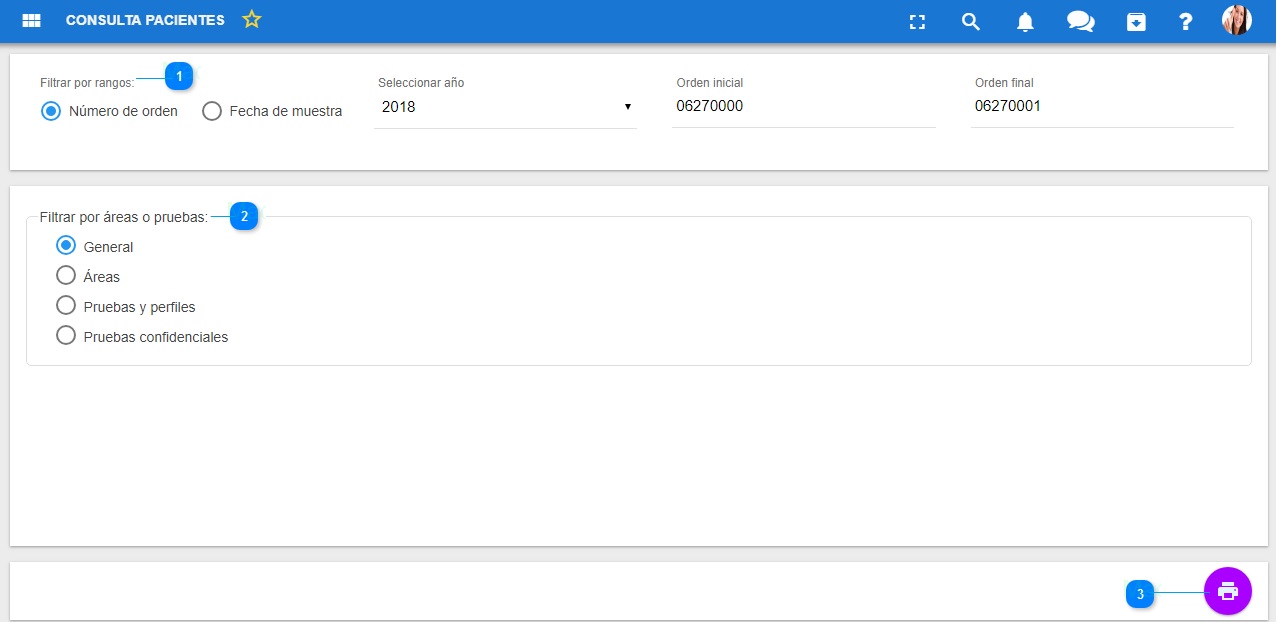 CONSULTA PACIENTES
Filtrar por rangos: 1
Número de orden Fecha de muestra
Seleccionar año
2018
Orden inicial
06270000
Orden final
06270001
Filtrar por áreas o pruebas: 2
General
Áreas
Pruebas y perfiles
Pruebas confidenciales
3